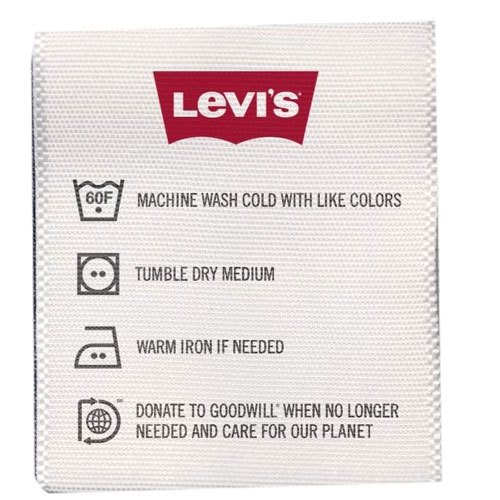 Levi's
60F
MACHINE WASH COLD WITH LIKE COLORS
TUMBLE DRY MEDIUM
WARM IRON IF NEEDED
DONATE TO GOODWILL® WHEN NO LONGER
NEEDED AND CARE FOR OUR PLANET